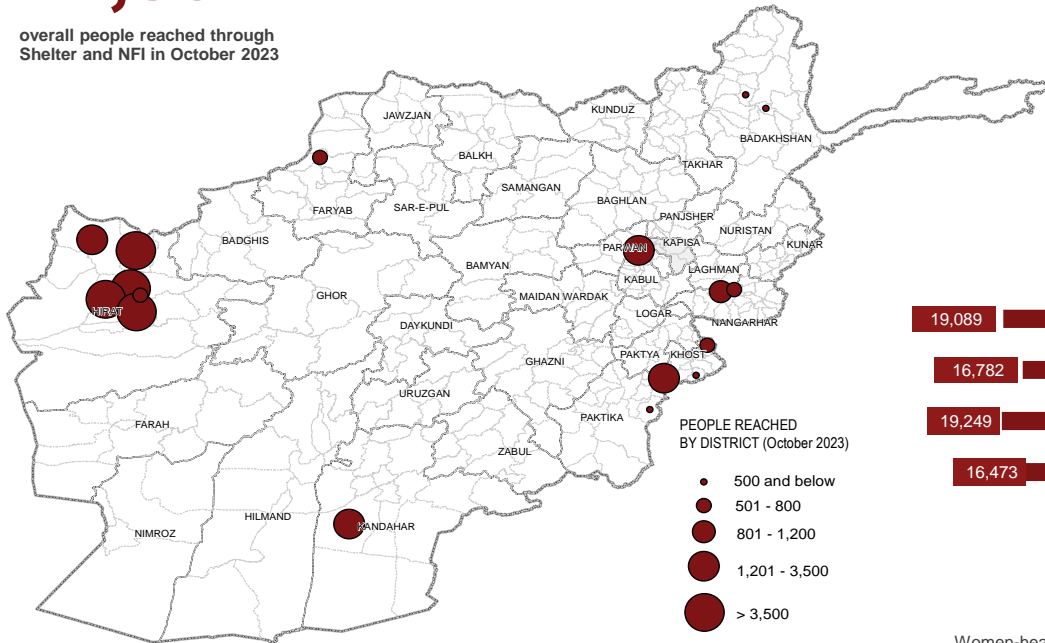 overall people reached through
Shelter and NFI in October 2023
JAWZJAN
KUNDUZ
BADAKHSHAN
BALKH
TAKHAR
SAMANGAN
FARYAB
SAR-E-PUL
BAGHLAN
PANJSHER
NURISTAN
BADGHIS
PARWAN
KAPISA
KUNAR
BAMYAN
LAGHMAN
KABUL
GHOR
MAIDAN WARDAK
HIRAT
LOGAR
NANGARHAR
DAYKUNDI
GHAZNI
PAKTYA
KHOST
URUZGAN
PAKTIKA
FARAH
ZABUL
HILMAND
KANDAHAR
NIMROZ
PEOPLE REACHED
BY DISTRICT (October 2023)
500 and below
501 - 800
801 - 1,200
1,201 - 3,500
> 3,500
19,089
16,782
19,249
16,473